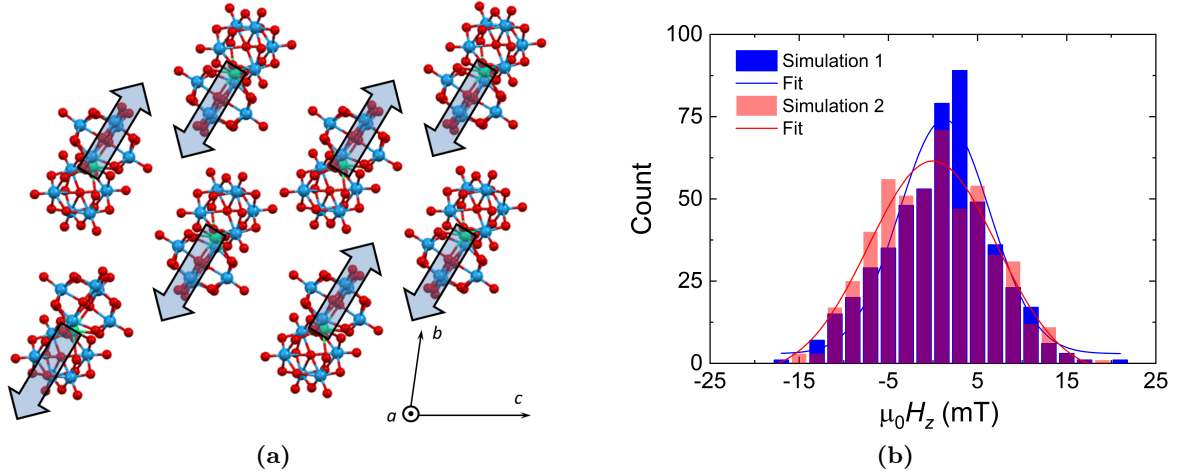 b
a
c
(a)
100
75
50
25
0
Count
Simulation 1
Fit
Simulation 2
Fit
-25 -15 -5 5 15 25
μ₀H_z (mT)
(b)